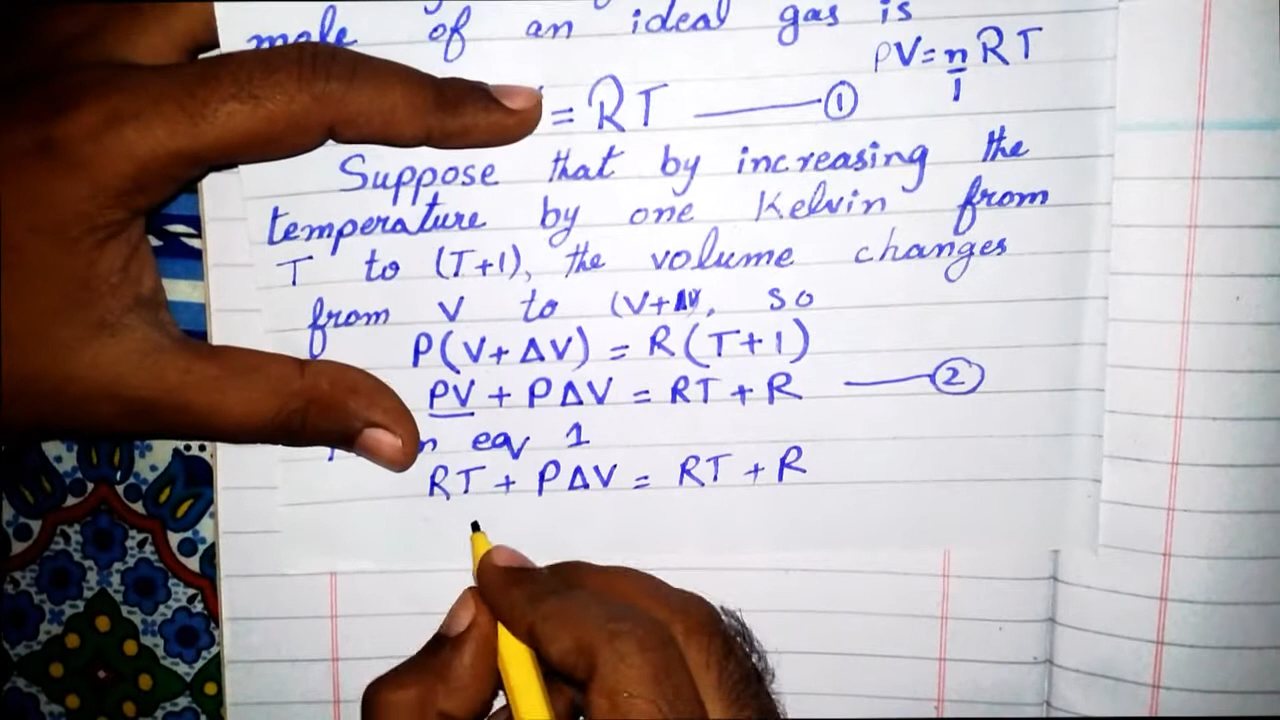 mole of an ideal gas is
PV = n/1 RT
= RT —— ①
Suppose that by increasing the
temperature by one Kelvin from
T to (T+1), the volume changes
from V to (V+ΔV, so
P(V+ΔV) = R(T+1)
PV + PΔV = RT + R —— ②
eq 1
RT + PΔV = RT + R